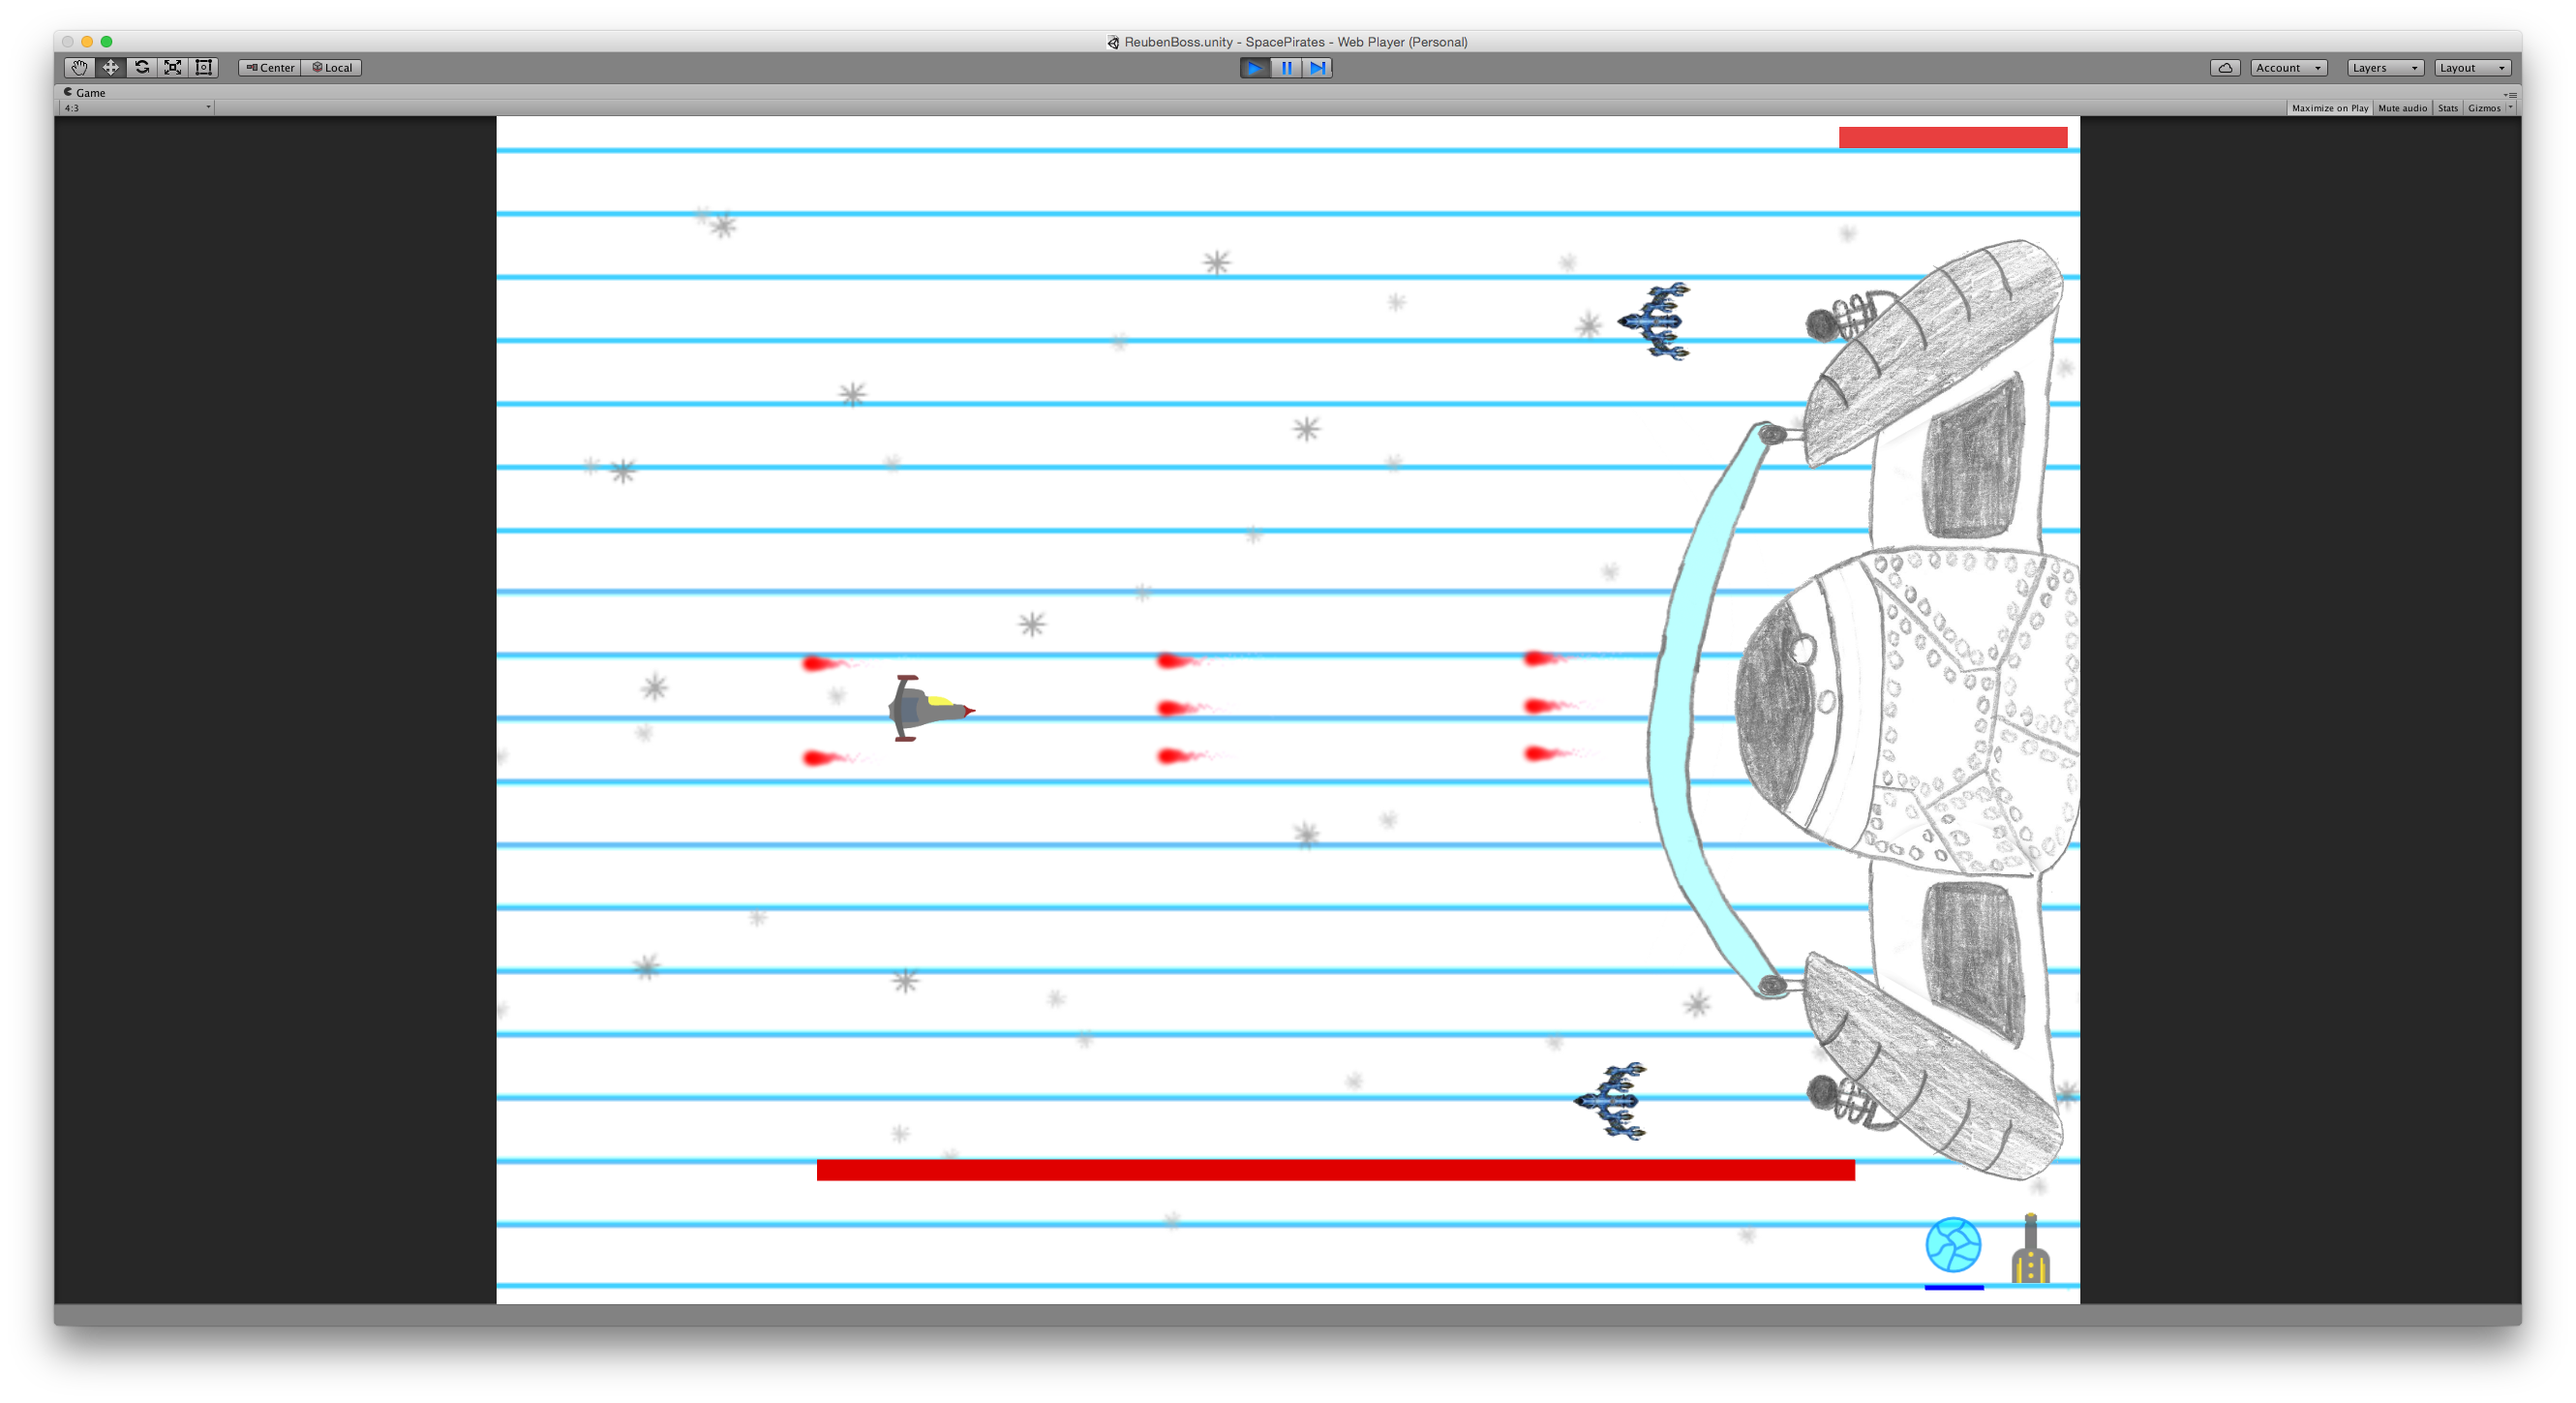 ReubenBoss.unity - SpacePirates - Web Player (Personal)
Center Local Account Layers Layout
Game
4:3 Maximize on Play Mute audio Stats Gizmos